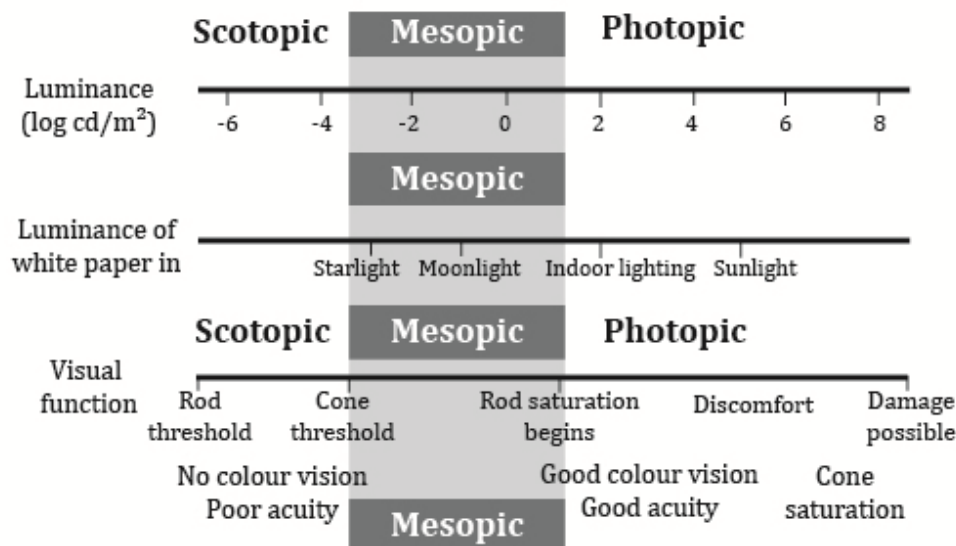 Scotopic Mesopic Photopic
Luminance
(log cd/m²)
-6 -4 -2 0 2 4 6 8
Mesopic
Luminance of
white paper in
Starlight Moonlight Indoor lighting Sunlight
Scotopic Mesopic Photopic
Visual
function
Rod
threshold
Cone
threshold
Rod saturation
begins
Discomfort
Damage
possible
No colour vision
Poor acuity
Good colour vision
Good acuity
Cone
saturation
Mesopic